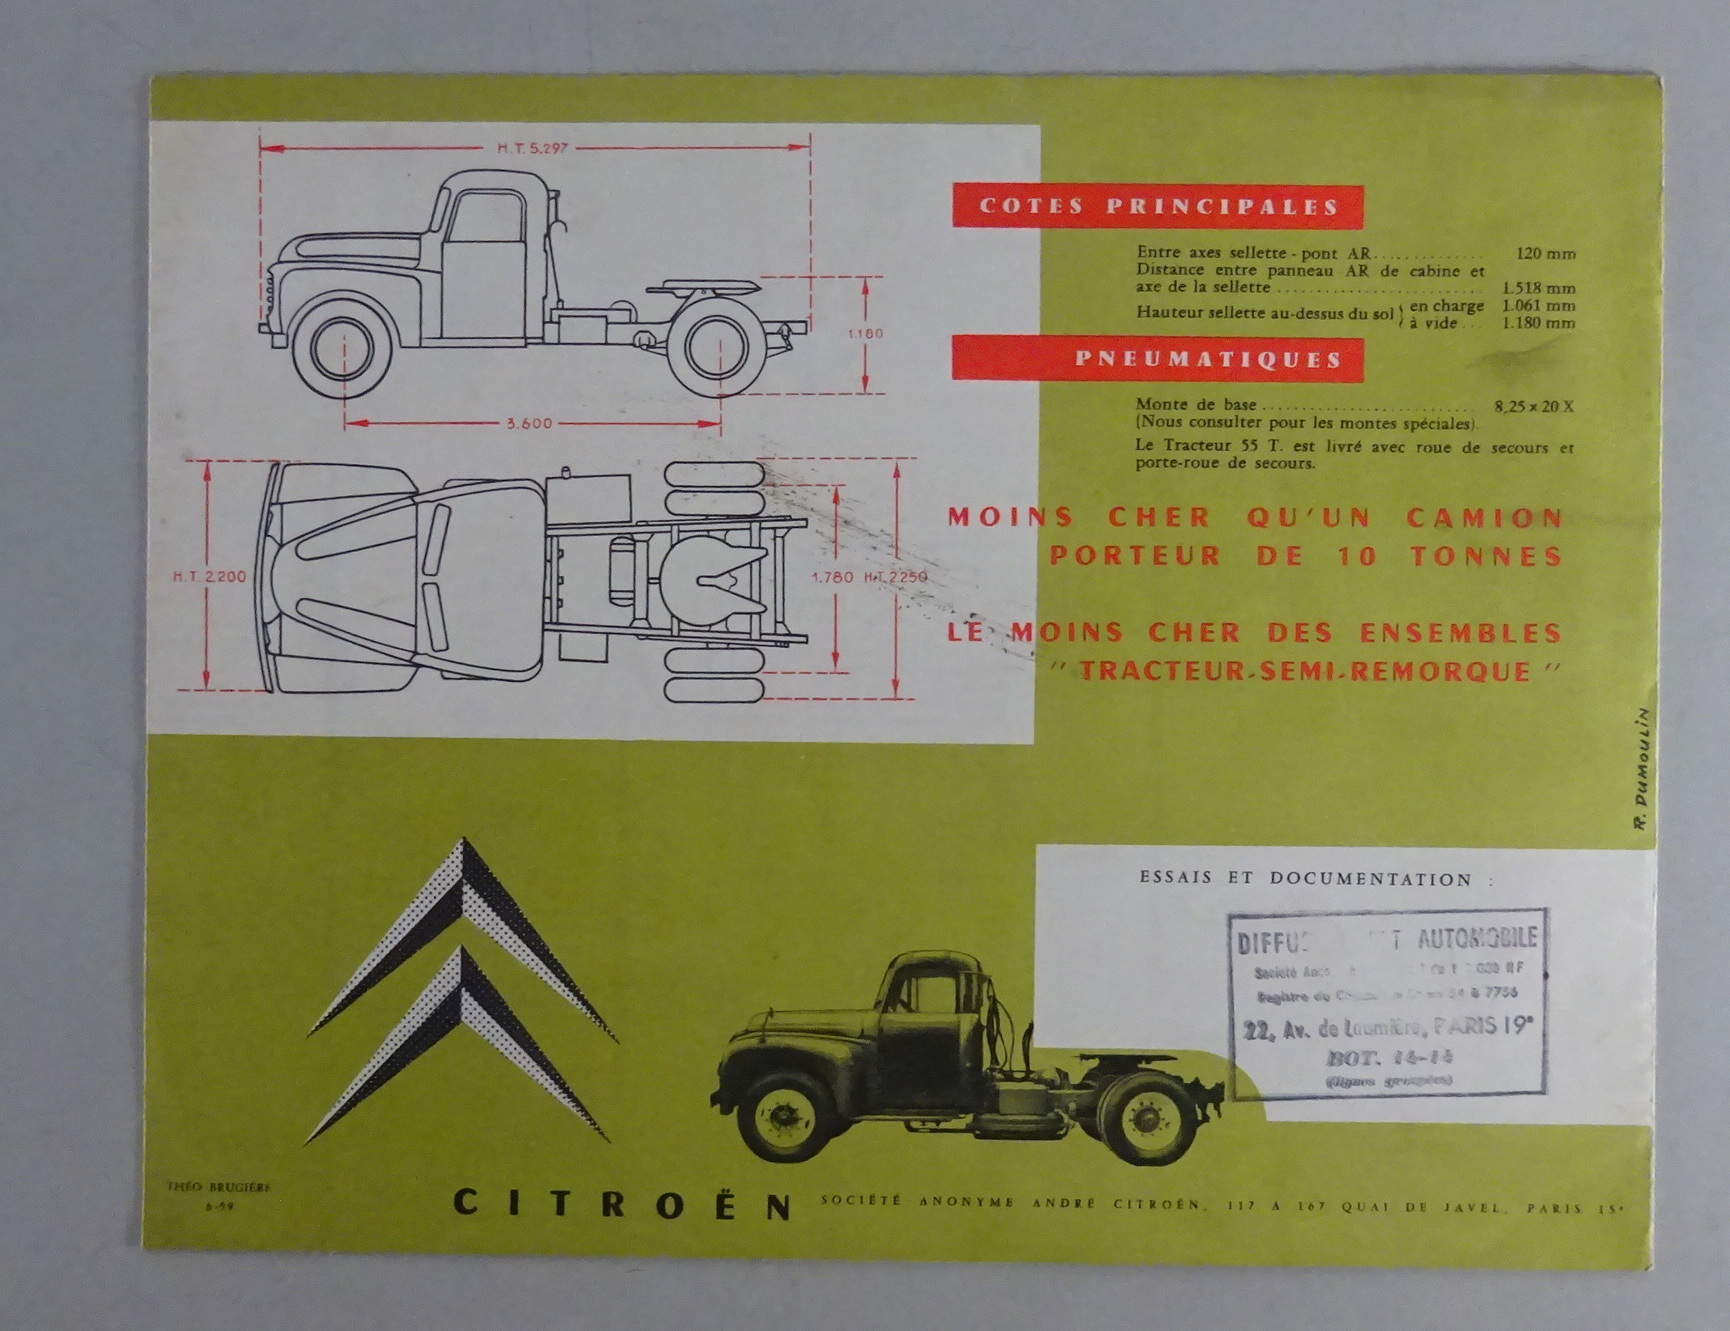 H.T. 5.297
1.180
3.600
H.T. 2.200
1.780 H.T. 2.250
COTES PRINCIPALES
Entre axes sellette - pont AR.............. 120 mm
Distance entre panneau AR de cabine et
axe de la sellette ........................ 1.518 mm
Hauteur sellette au-dessus du sol } en charge 1.061 mm
à vide ... 1.180 mm
PNEUMATIQUES
Monte de base ......................... 8,25 x 20 X
(Nous consulter pour les montes spéciales).
Le Tracteur 55 T. est livré avec roue de secours et
porte-roue de secours.
MOINS CHER QU'UN CAMION
PORTEUR DE 10 TONNES
LE MOINS CHER DES ENSEMBLES
"TRACTEUR-SEMI-REMORQUE"
R. DUMOULIN
ESSAIS ET DOCUMENTATION :
AUTOMOBILE
Société
Registre du
22, Av. de Laumière, PARIS 19e
BOT. 14-14
(lignes groupées)
THÉO BRUGIÈRE
6-59
CITROËN SOCIÉTÉ ANONYME ANDRÉ CITROËN, 117 A 167 QUAI DE JAVEL, PARIS 15e